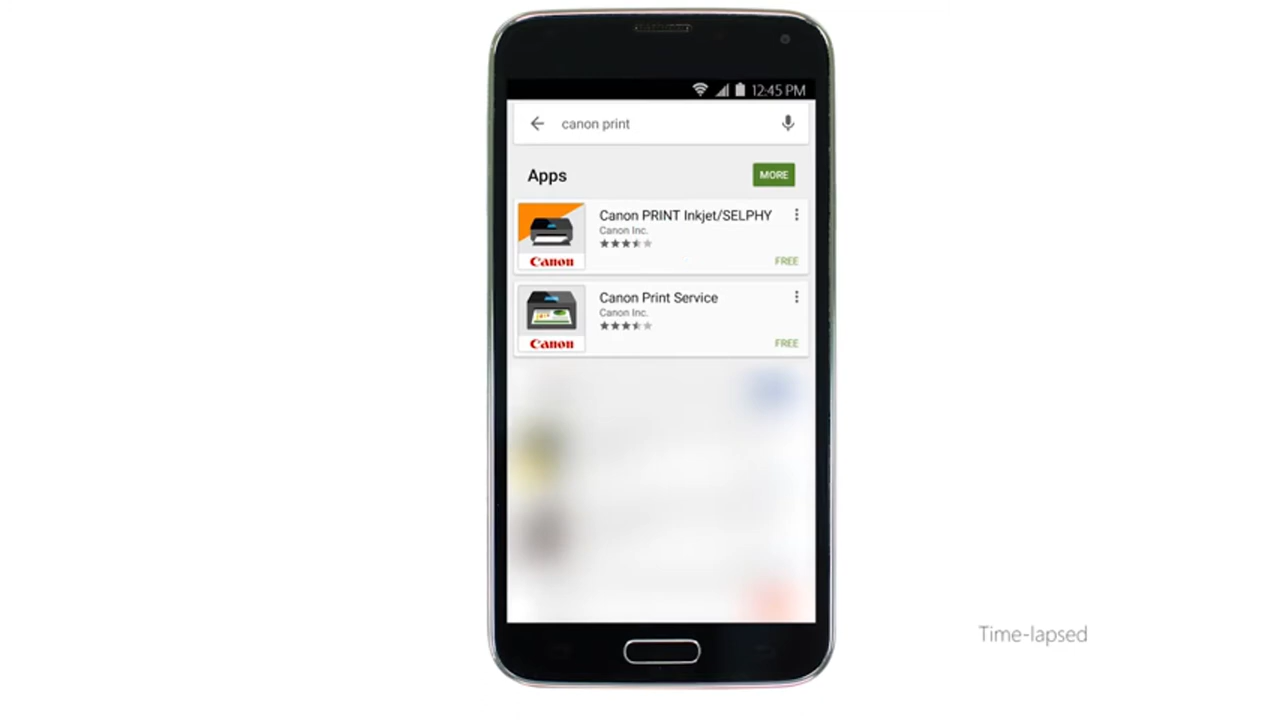 12:45 PM
canon print
Apps
MORE
Canon PRINT Inkjet/SELPHY
Canon Inc.
FREE
Canon
Canon Print Service
Canon Inc.
FREE
Canon
Time-lapsed